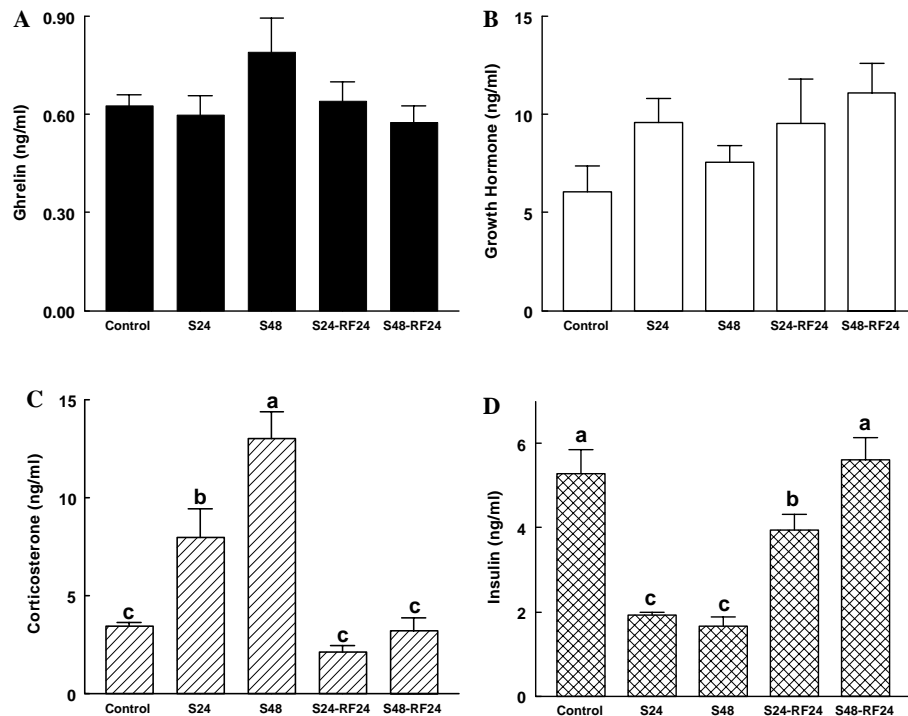 A
Ghrelin (ng/ml)
0.90
0.60
0.30
0.00
Control S24 S48 S24-RF24 S48-RF24
B
Growth Hormone (ng/ml)
15
10
5
0
Control S24 S48 S24-RF24 S48-RF24
C
Corticosterone (ng/ml)
15
10
5
0
c b a c c
Control S24 S48 S24-RF24 S48-RF24
D
Insulin (ng/ml)
6
4
2
0
a c c b a
Control S24 S48 S24-RF24 S48-RF24